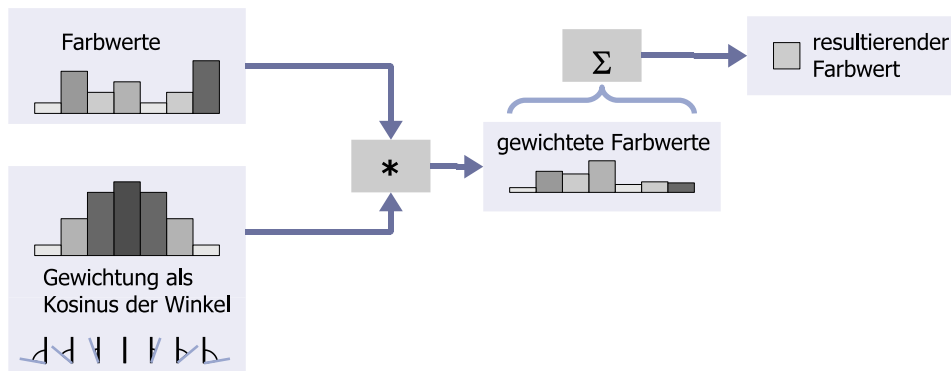 Farbwerte
Gewichtung als
Kosinus der Winkel
*
gewichtete Farbwerte
Σ
resultierender
Farbwert